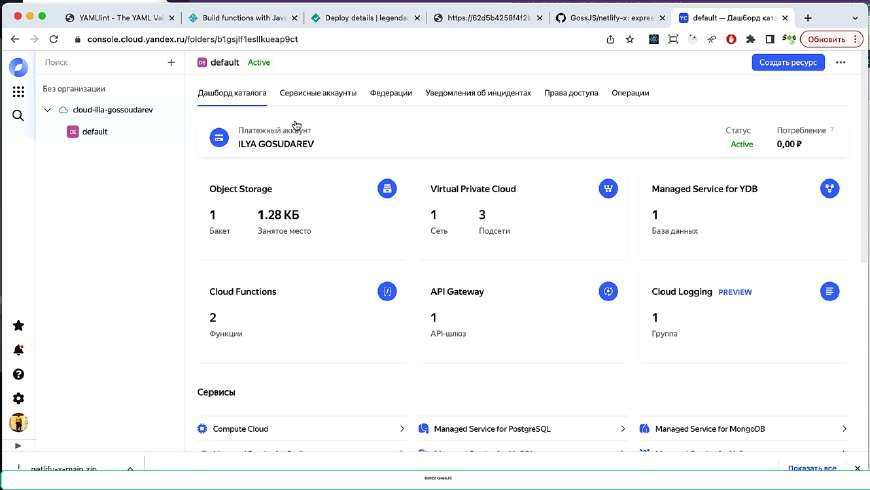 YAMLlint - The YAML Val
Build functions with Java
Deploy details | legende
https://62d5b4258f4f2b
GossJS/netlify-x: expres
default — Дашборд ката
console.cloud.yandex.ru/folders/b1gsjlf1esllkueap9ct
Обновить
Поиск
default Active
Создать ресурс
Без организации
cloud-ilia-gossoudarev
default
Дашборд каталога
Сервисные аккаунты
Федерации
Уведомления об инцидентах
Права доступа
Операции
Платежный аккаунт
ILYA GOSUDAREV
Статус
Active
Потребление ?
0,00 ₽
Object Storage
1
Бакет
1.28 КБ
Занятое место
Virtual Private Cloud
1
Сеть
3
Подсети
Managed Service for YDB
1
База данных
Cloud Functions
2
Функции
API Gateway
1
API-шлюз
Cloud Logging PREVIEW
1
Группа
Сервисы
Compute Cloud
Managed Service for PostgreSQL
Managed Service for MongoDB
netlify-x-main.zip
Показать все